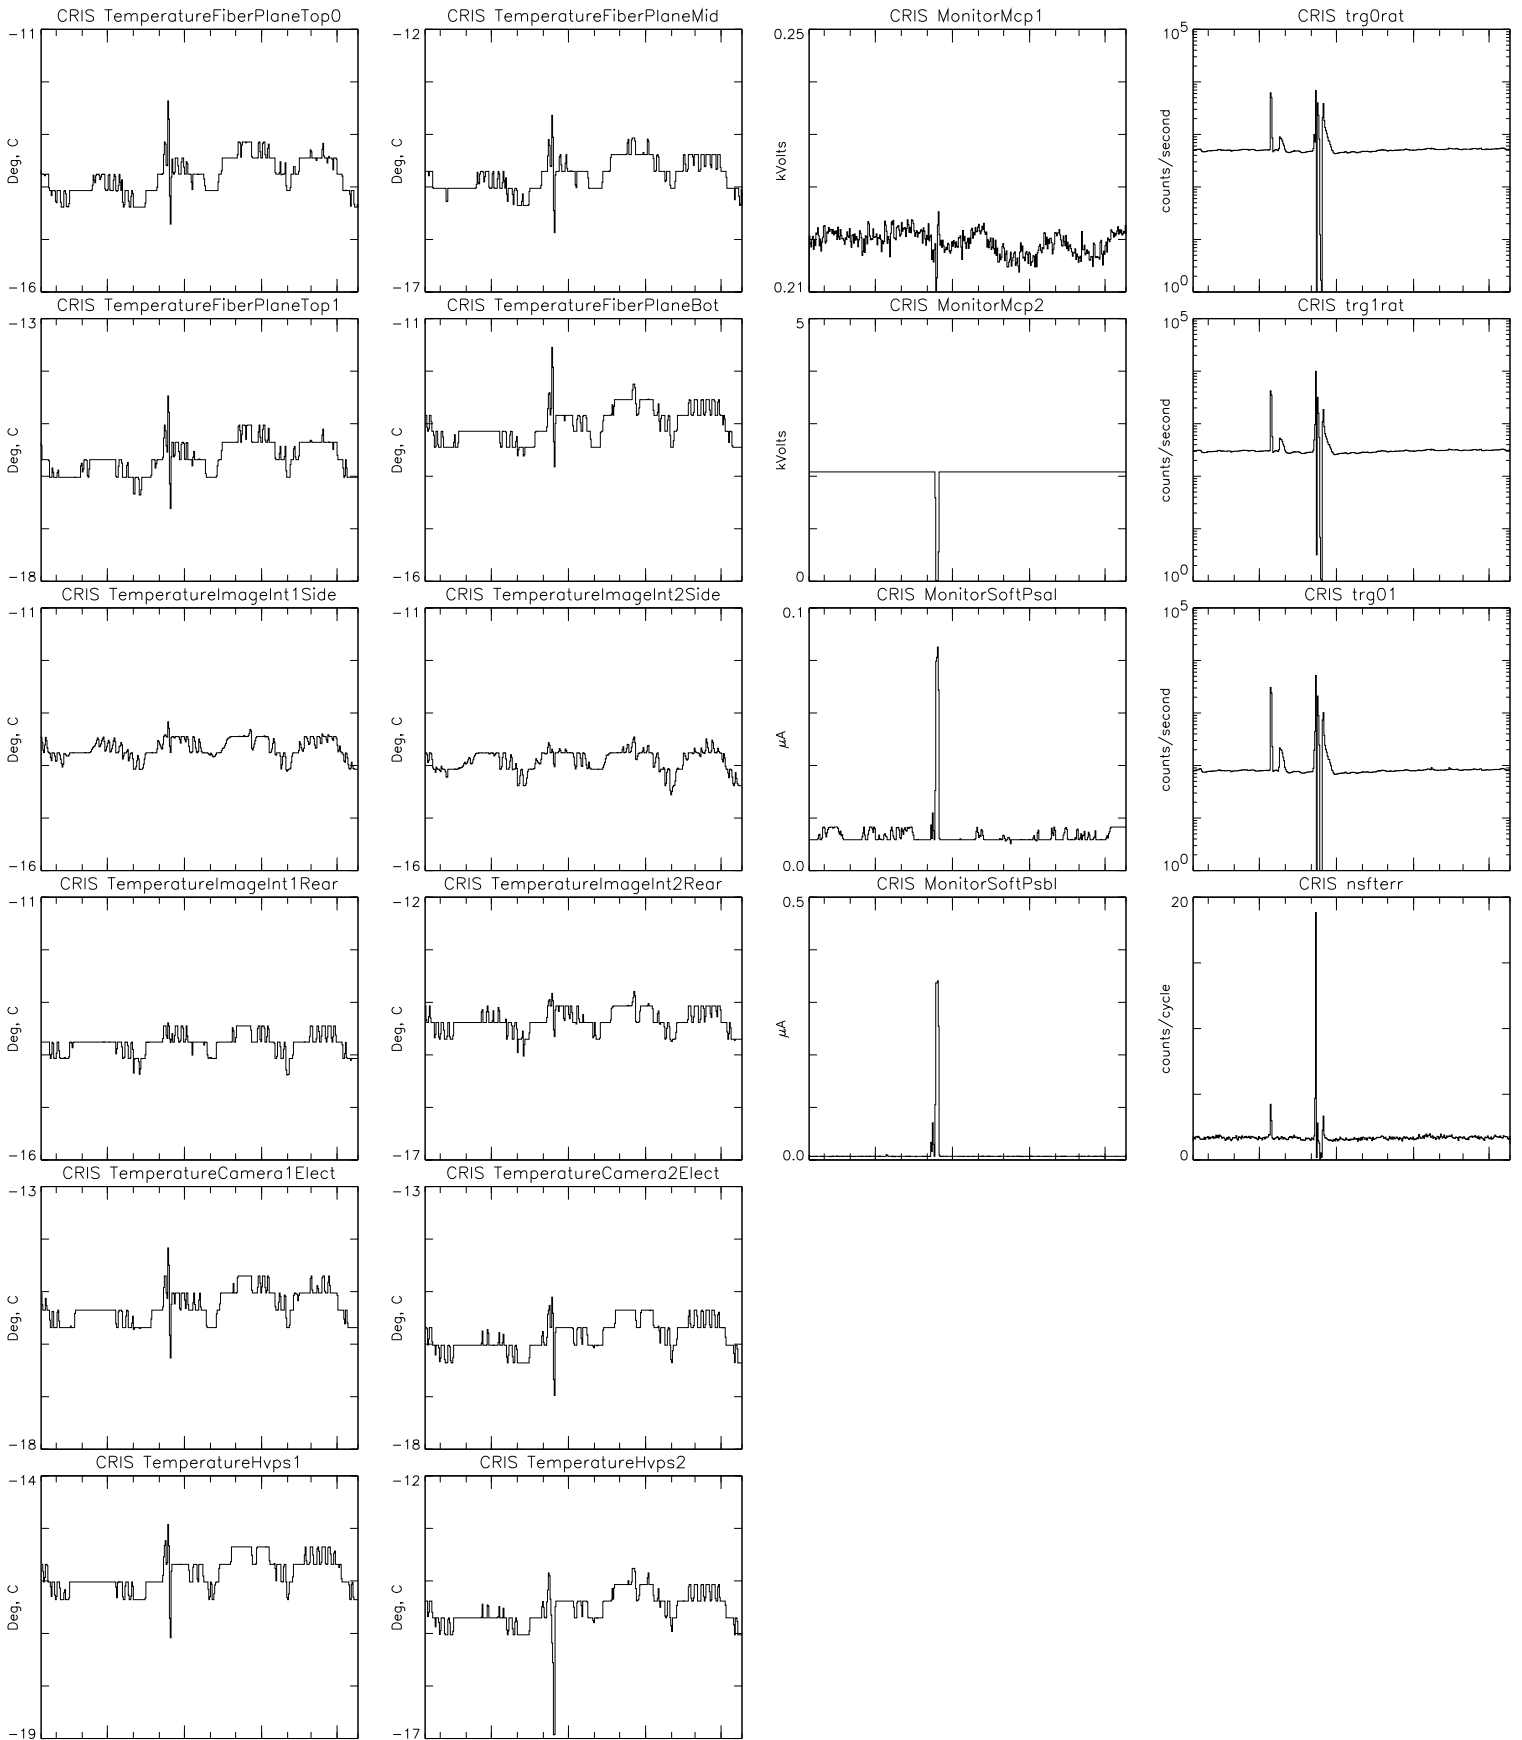 CRIS TemperatureFiberPlaneTop0
CRIS TemperatureFiberPlaneMid
CRIS MonitorMcp1
CRIS trg0rat
-11
-16
Deg, C
-12
-17
Deg, C
0.25
0.21
kVolts
10^5
10^0
counts/second
CRIS TemperatureFiberPlaneTop1
CRIS TemperatureFiberPlaneBot
CRIS MonitorMcp2
CRIS trg1rat
-13
-18
Deg, C
-11
-16
Deg, C
5
0
kVolts
10^5
10^0
counts/second
CRIS TemperatureImageInt1Side
CRIS TemperatureImageInt2Side
CRIS MonitorSoftPsaI
CRIS trg01
-11
-16
Deg, C
-11
-16
Deg, C
0.1
0.0
μA
10^5
10^0
counts/second
CRIS TemperatureImageInt1Rear
CRIS TemperatureImageInt2Rear
CRIS MonitorSoftPsbI
CRIS nsfterr
-11
-16
Deg, C
-12
-17
Deg, C
0.5
0.0
μA
20
0
counts/cycle
CRIS TemperatureCamera1Elect
CRIS TemperatureCamera2Elect
-13
-18
Deg, C
-13
-18
Deg, C
CRIS TemperatureHvps1
CRIS TemperatureHvps2
-14
-19
Deg, C
-12
-17
Deg, C